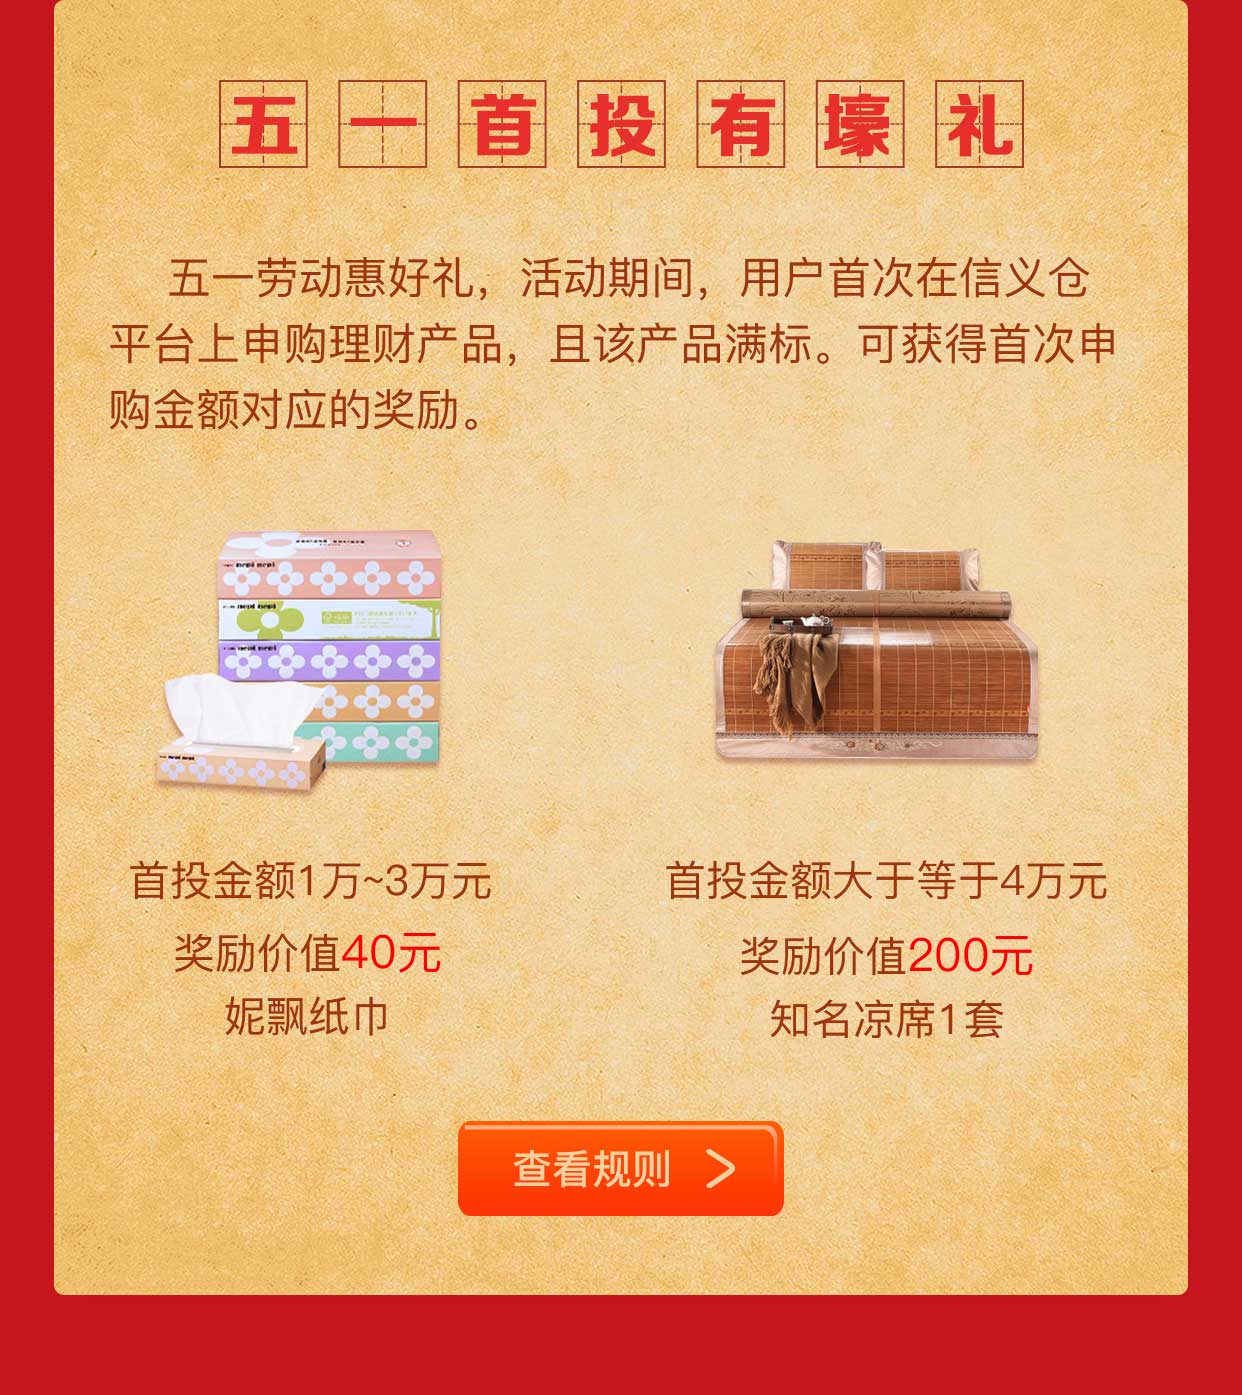 五一首投有壕礼
五一劳动惠好礼，活动期间，用户首次在信义仓
平台上申购理财产品，且该产品满标。可获得首次申
购金额对应的奖励。
nepi nepi
nepi nepi
nepi nepi
首投金额1万~3万元
首投金额大于等于4万元
奖励价值40元
奖励价值200元
妮飘纸巾
知名凉席1套
查看规则 >